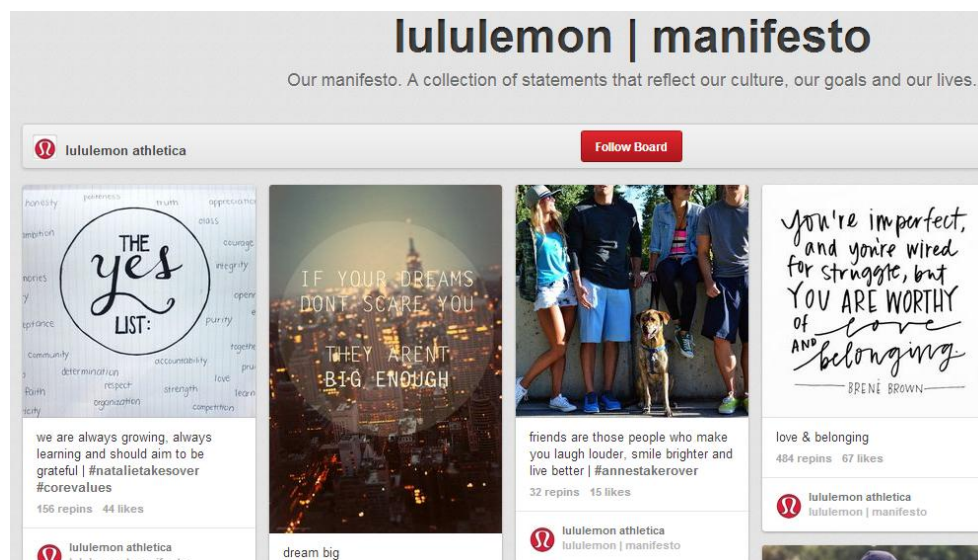 lululemon | manifesto
Our manifesto. A collection of statements that reflect our culture, our goals and our lives.
lululemon athletica
Follow Board
honesty
politeness
truth
appreciation
class
ambition
courage
integrity
THE
yes
LIST:
purity
Community
accountability
determination
respect
strength
love
learn
faith
organization
competition
we are always growing, always
learning and should aim to be
grateful | #natalietakesover
#corevalues
156 repins 44 likes
lululemon athletica
IF YOUR DREAMS
DONT SCARE YOU
THEY ARENT
BIG ENOUGH
dream big
friends are those people who make
you laugh louder, smile brighter and
live better | #annestakerover
32 repins 15 likes
lululemon athletica
lululemon | manifesto
You're imperfect,
and you're wired
for struggle, but
YOU ARE WORTHY
of love
AND belonging
BRENÉ BROWN
love & belonging
484 repins 67 likes
lululemon athletica
lululemon | manifesto